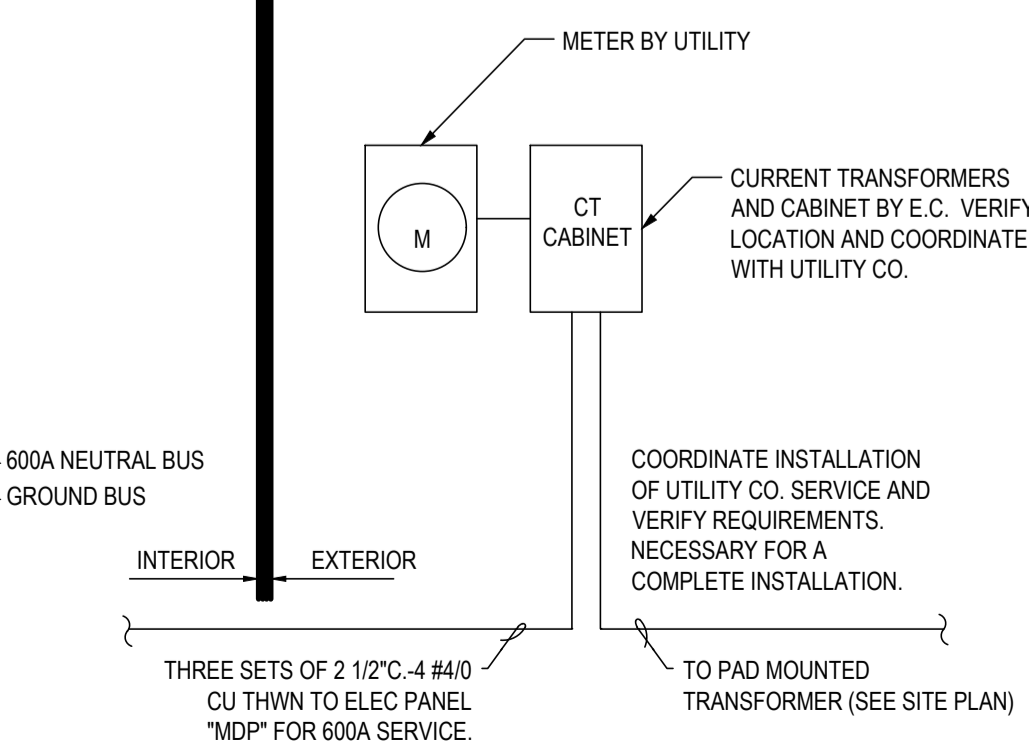 METER BY UTILITY
CURRENT TRANSFORMERS
AND CABINET BY E.C. VERIFY
LOCATION AND COORDINATE
WITH UTILITY CO.
M
CT
CABINET
600A NEUTRAL BUS
GROUND BUS
COORDINATE INSTALLATION
OF UTILITY CO. SERVICE AND
VERIFY REQUIREMENTS.
NECESSARY FOR A
COMPLETE INSTALLATION.
INTERIOR
EXTERIOR
THREE SETS OF 2 1/2"C.-4 #4/0
CU THWN TO ELEC PANEL
"MDP" FOR 600A SERVICE.
TO PAD MOUNTED
TRANSFORMER (SEE SITE PLAN)